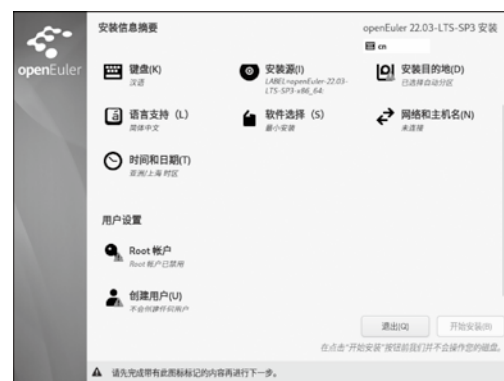 openEuler
安装信息摘要
openEuler 22.03-LTS-SP3 安装
cn
键盘(K)
汉语
安装源(I)
LABEL=openEuler-22.03-
LTS-SP3-x86_64:
安装目的地(D)
已选择自动分区
语言支持（L）
简体中文
软件选择（S）
最小安装
网络和主机名(N)
未连接
时间和日期(T)
亚洲/上海 时区
用户设置
Root 帐户
Root 帐户已禁用
创建用户(U)
不会创建任何用户
退出(Q)
开始安装(B)
在点击"开始安装"按钮前我们并不会操作您的磁盘。
请先完成带有此图标标记的内容再进行下一步。